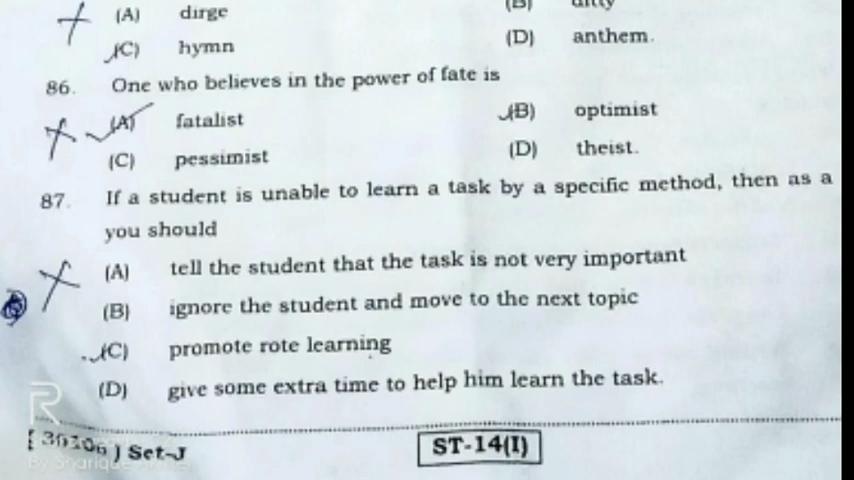 (A) dirge (B) ditty
(C) hymn (D) anthem.
86. One who believes in the power of fate is
(A) fatalist (B) optimist
(C) pessimist (D) theist.
87. If a student is unable to learn a task by a specific method, then as a
you should
(A) tell the student that the task is not very important
(B) ignore the student and move to the next topic
(C) promote rote learning
(D) give some extra time to help him learn the task.
] Set-J ST-14(I)
By Sharique